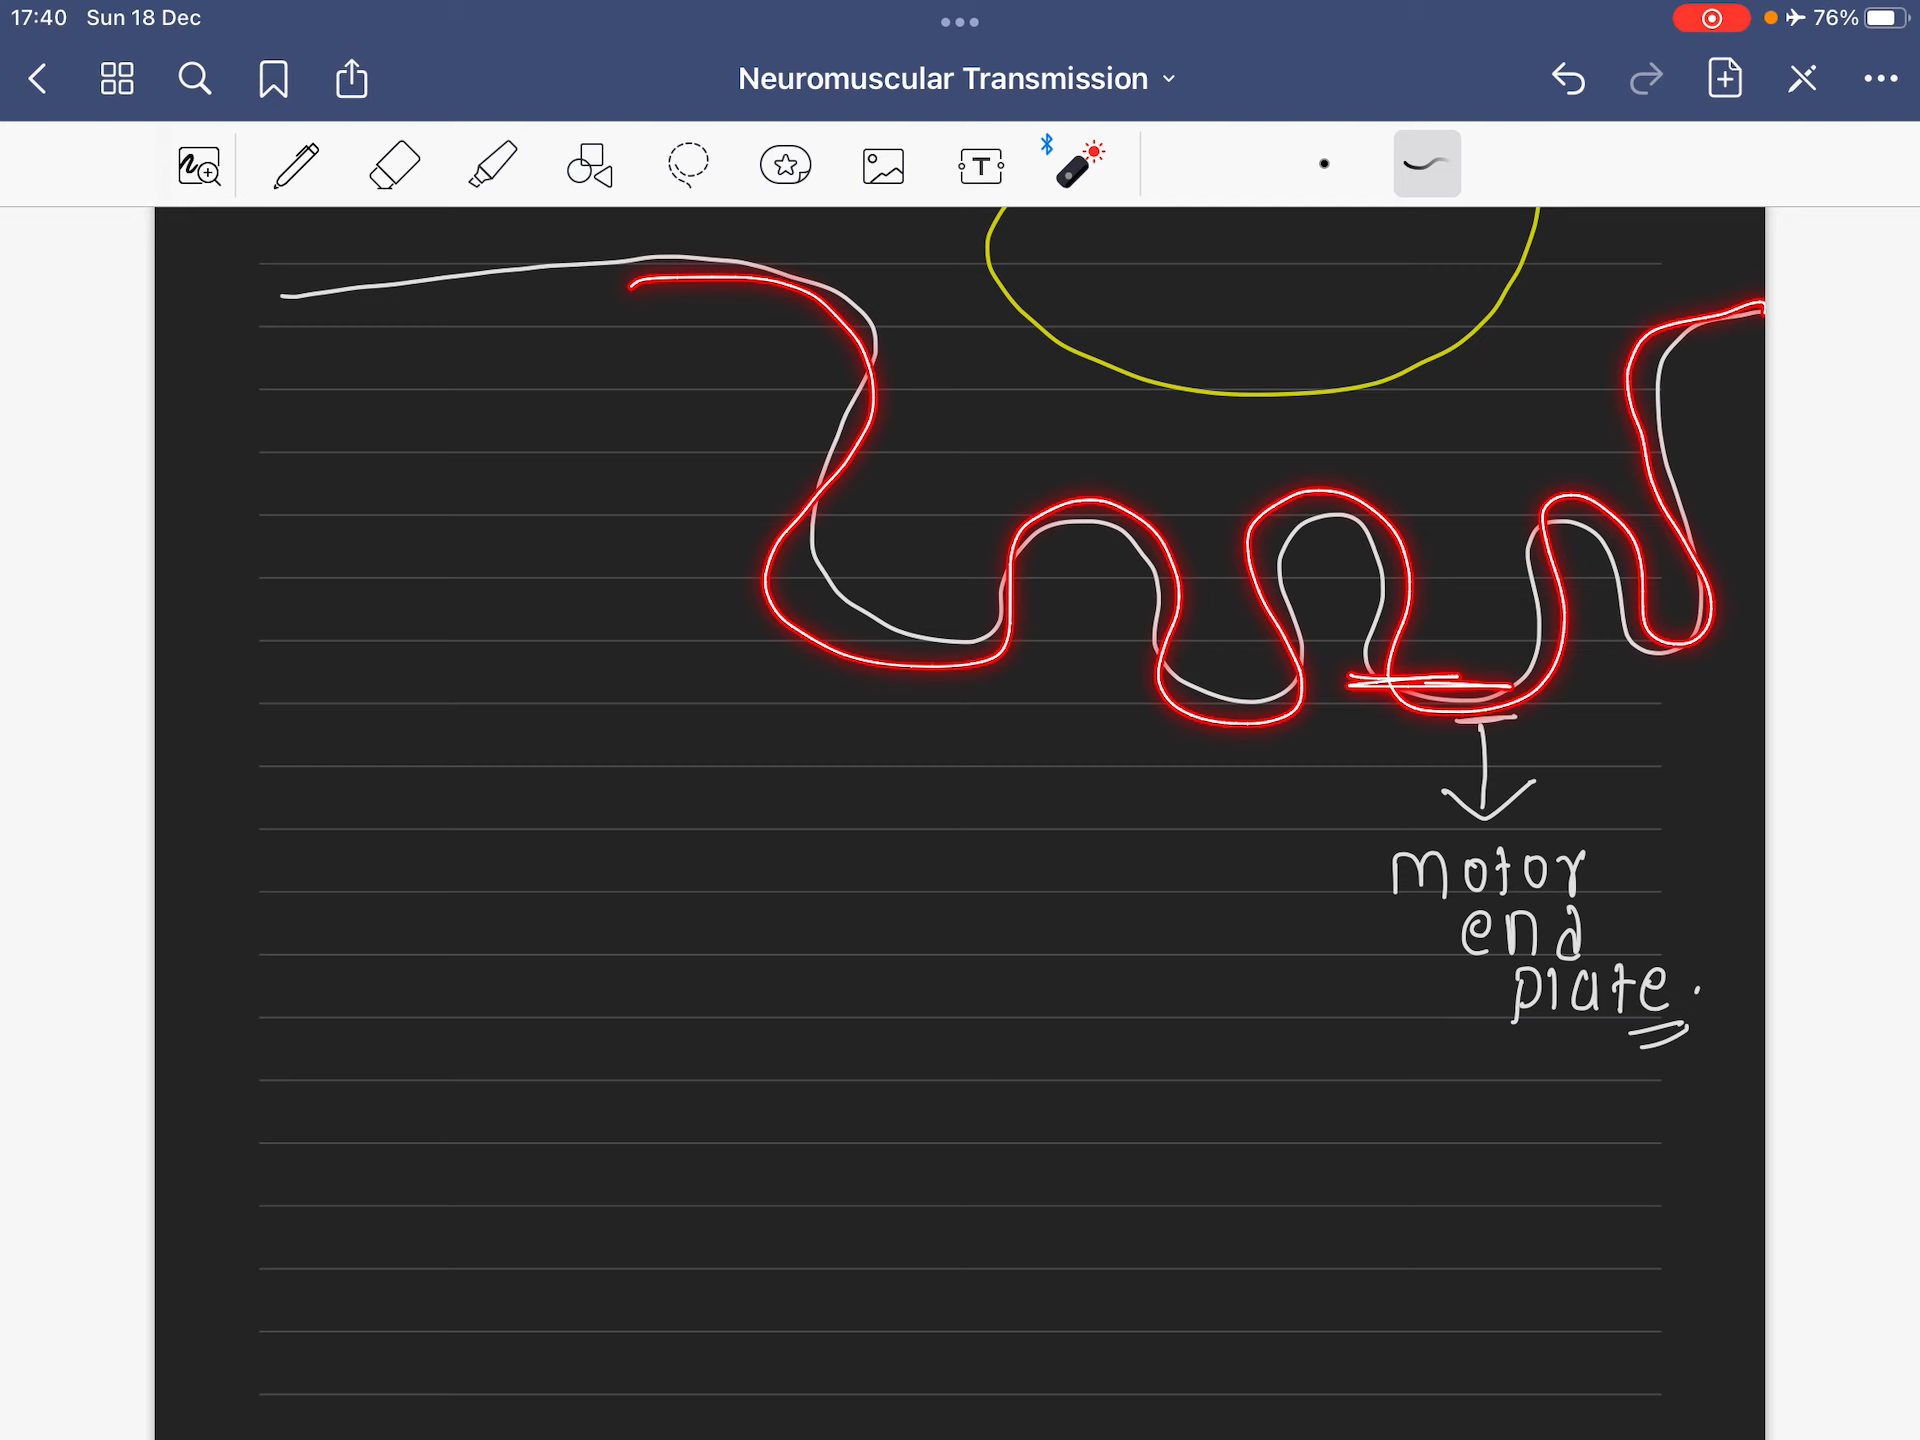 17:40 Sun 18 Dec 76%
Neuromuscular Transmission
T
motor
end
plate.